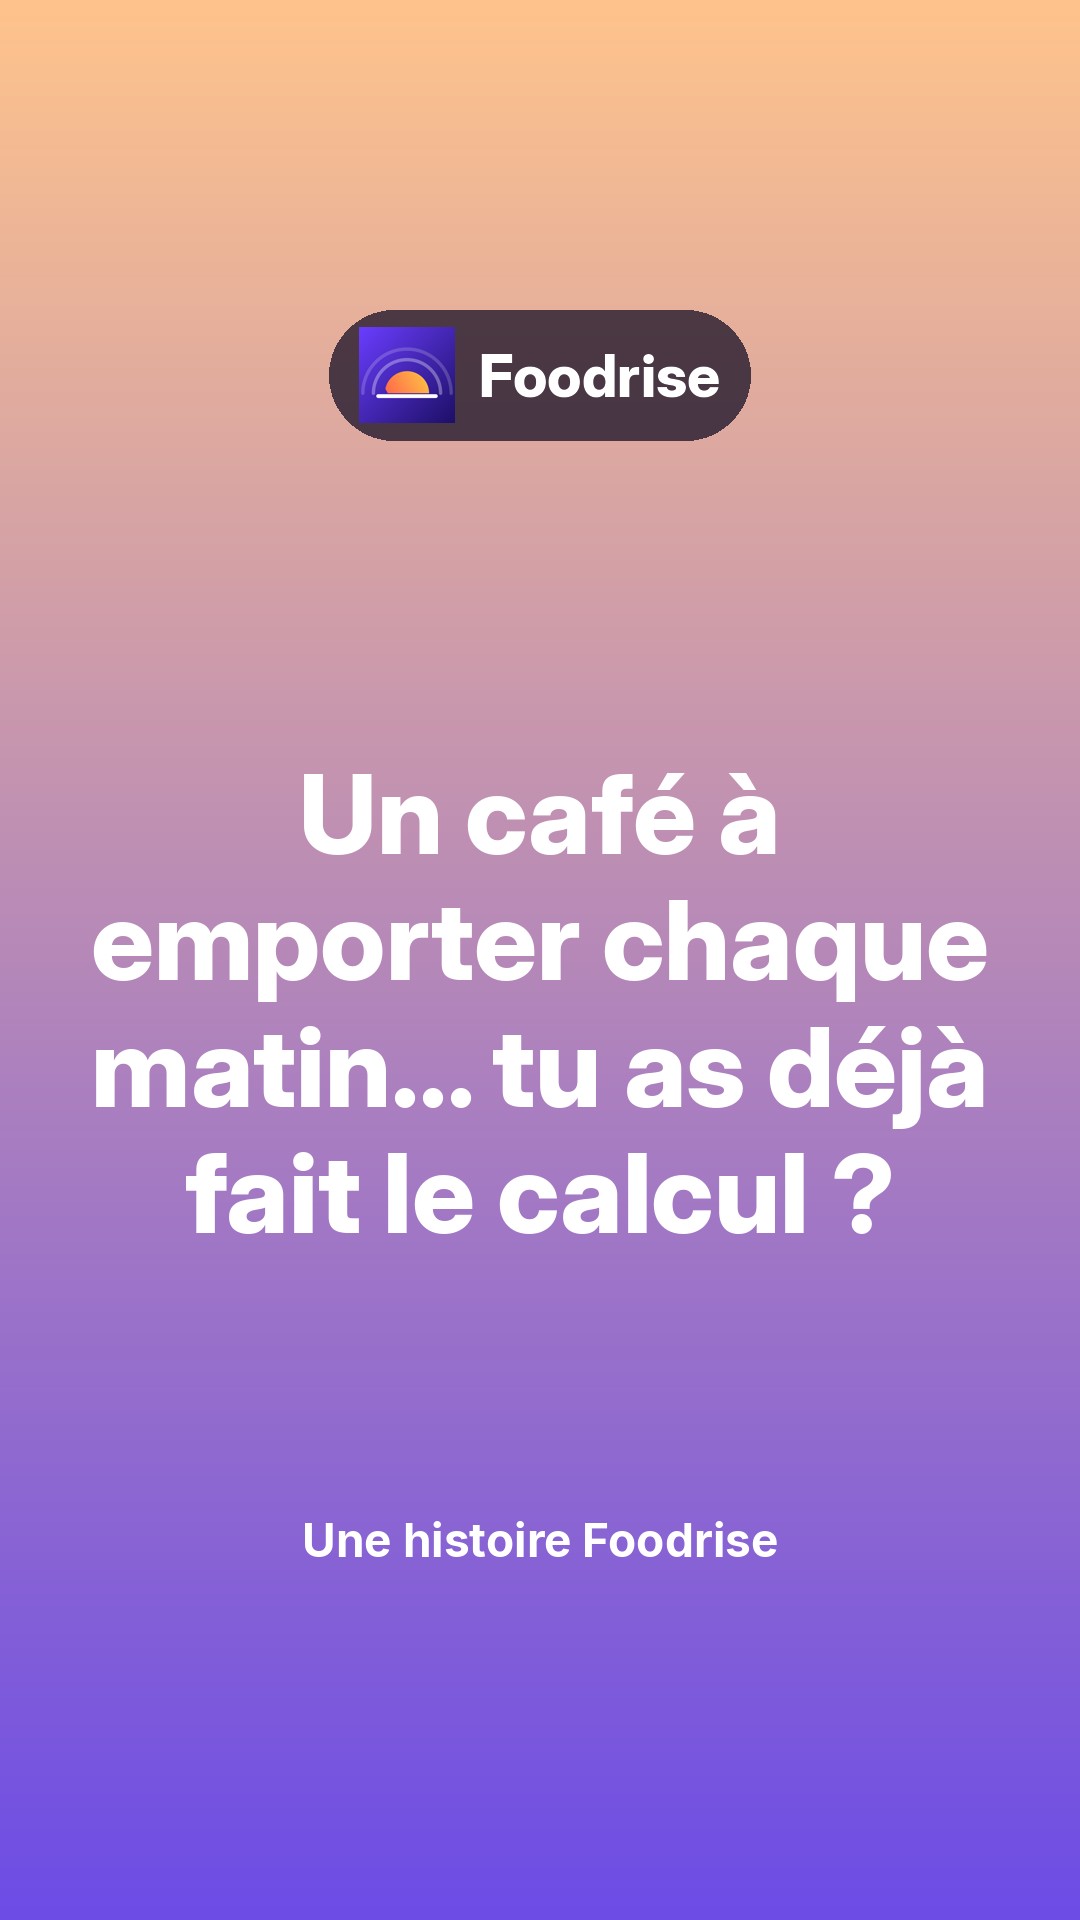 Foodrise
Un café à
emporter chaque
matin... tu as déjà
fait le calcul ?
Une histoire Foodrise